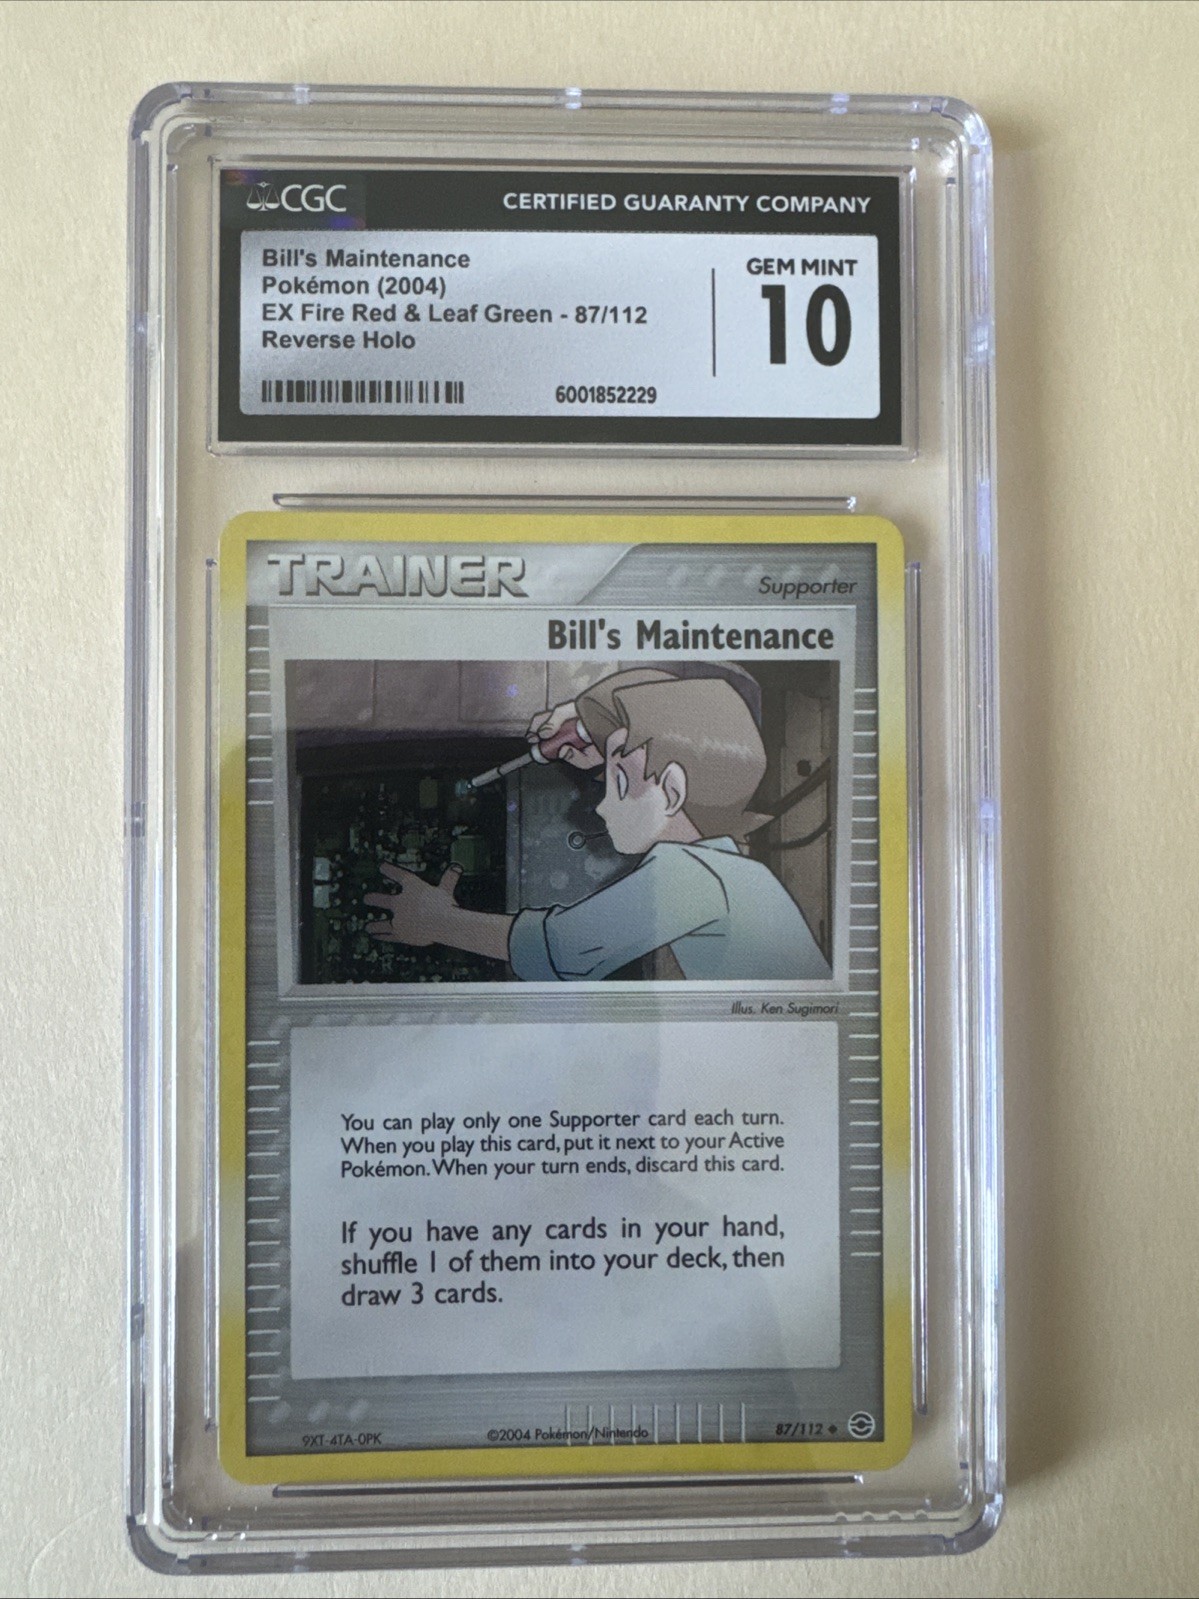 CGC
CERTIFIED GUARANTY COMPANY
Bill's Maintenance
Pokémon (2004)
EX Fire Red & Leaf Green - 87/112
Reverse Holo
6001852229
GEM MINT
10
TRAINER
Supporter
Bill's Maintenance
Illus. Ken Sugimori
You can play only one Supporter card each turn.
When you play this card, put it next to your Active
Pokémon. When your turn ends, discard this card.
If you have any cards in your hand,
shuffle 1 of them into your deck, then
draw 3 cards.
9XT-4TA-0PK
©2004 Pokémon/Nintendo
87/112